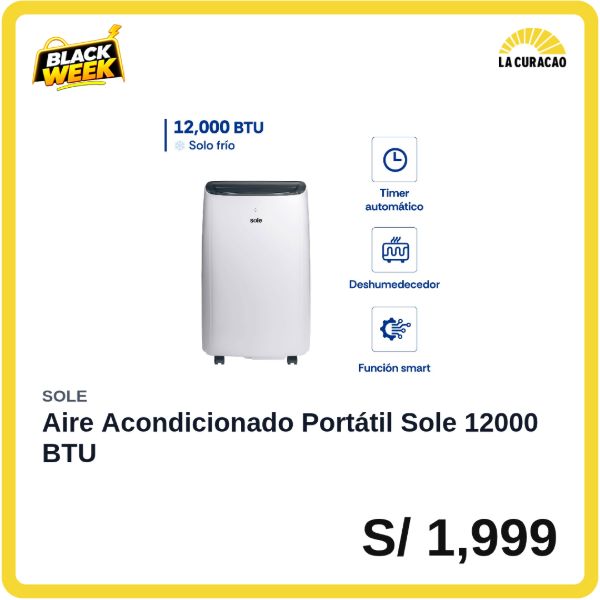 BLACK
WEEK
LA CURACAO
12,000 BTU
Solo frío
sole
Timer
automático
Deshumedecedor
Función smart
SOLE
Aire Acondicionado Portátil Sole 12000
BTU
S/ 1,999